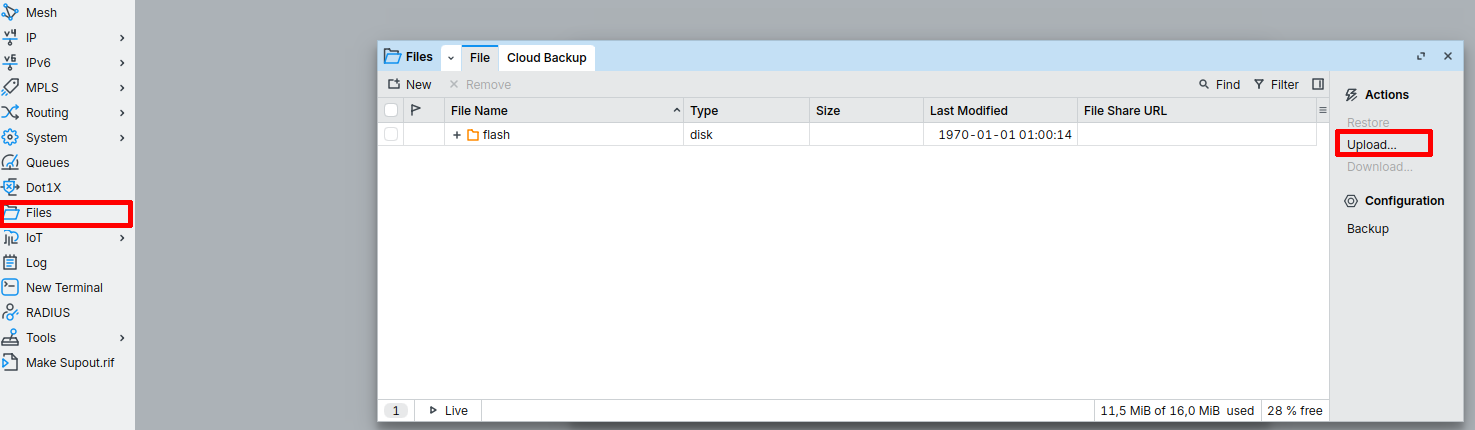 Mesh
v4 IP
v6 IPv6
MPLS
Routing
System
Queues
Dot1X
Files
IoT
Log
New Terminal
RADIUS
Tools
Make Supout.rif
Files File Cloud Backup
New Remove Find Filter
File Name Type Size Last Modified File Share URL
flash disk 1970-01-01 01:00:14
1 Live 11,5 MiB of 16,0 MiB used 28 % free
Actions
Restore
Upload...
Download...
Configuration
Backup